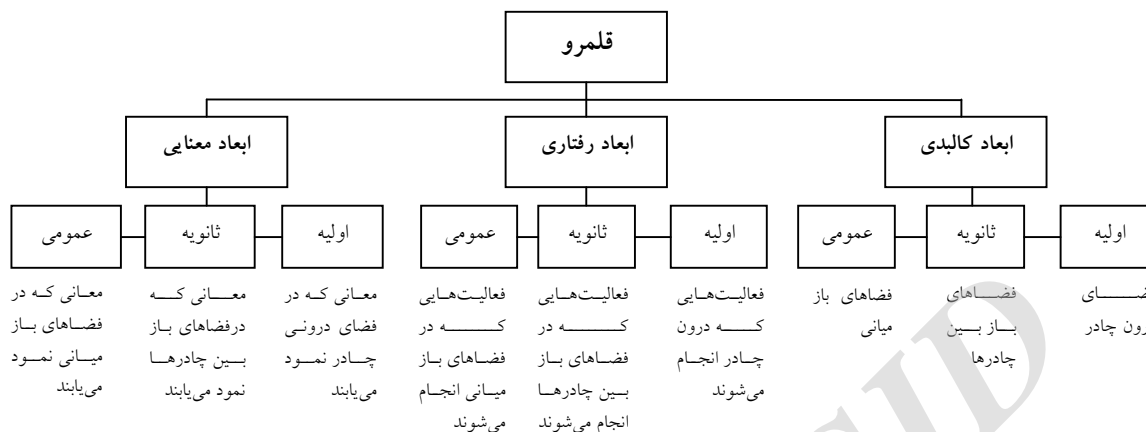 قلمرو
ابعاد کالبدی
ابعاد رفتاری
ابعاد معنایی
اولیه
ثانویه
عمومی
اولیه
ثانویه
عمومی
اولیه
ثانویه
عمومی
چادر
فضاهای
باز بین
چادرها
فضاهای باز
میانی
فعالیت‌هایی
که درون
چادر انجام
می‌شوند
فعالیت‌هایی
که در
فضاهای باز
بین چادرها
انجام می‌شوند
فعالیت‌هایی
که در
فضاهای باز
میانی انجام
می‌شوند
معانی که در
فضای درونی
چادر نمود
می‌یابند
معانی که
درفضاهای باز
بین چادرها
نمود می‌یابند
معانی که در
فضاهای باز
میانی نمود
می‌یابند
SID